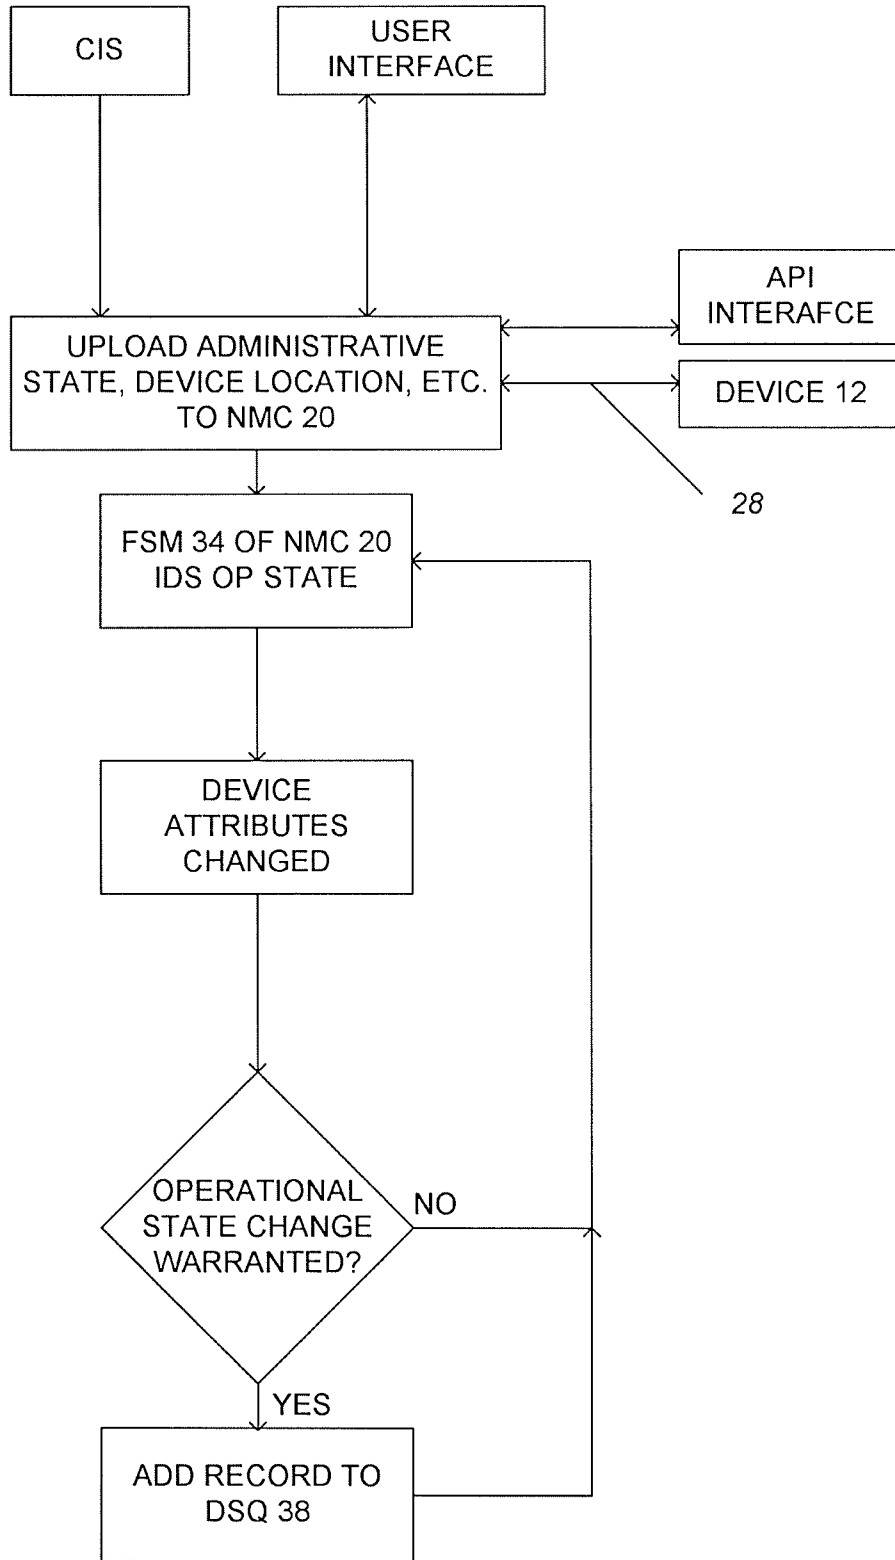 CIS
USER
INTERFACE
API
INTERAFCE
UPLOAD ADMINISTRATIVE
STATE, DEVICE LOCATION, ETC.
TO NMC 20
DEVICE 12
28
FSM 34 OF NMC 20
IDS OP STATE
DEVICE
ATTRIBUTES
CHANGED
OPERATIONAL
STATE CHANGE
WARRANTED?
NO
YES
ADD RECORD TO
DSQ 38